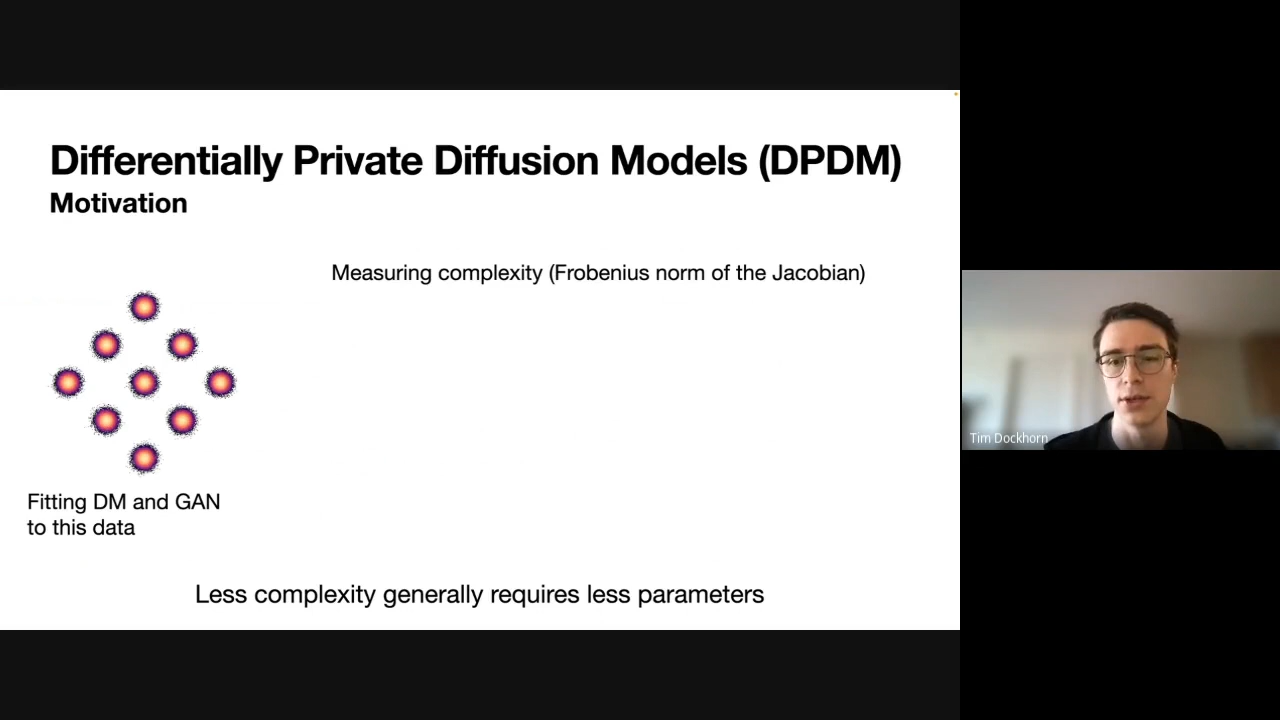 Differentially Private Diffusion Models (DPDM)
Motivation
Measuring complexity (Frobenius norm of the Jacobian)
Fitting DM and GAN
to this data
Less complexity generally requires less parameters
Tim Dockhorn